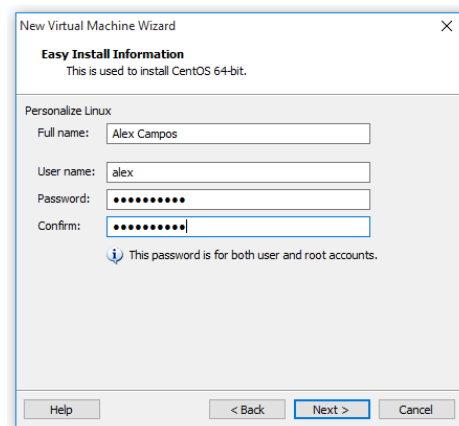 New Virtual Machine Wizard
Easy Install Information
This is used to install CentOS 64-bit.
Personalize Linux
Full name: Alex Campos
User name: alex
Password: ●●●●●●●●●●
Confirm: ●●●●●●●●●●
This password is for both user and root accounts.
Help < Back Next > Cancel